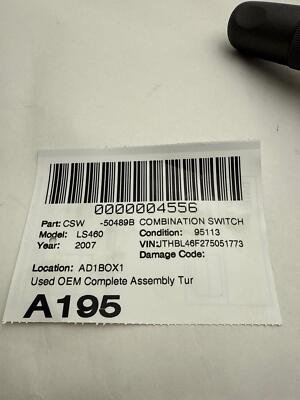 0000004556
Part: CSW -50489B COMBINATION SWITCH
Model: LS460 Condition: 95113
Year: 2007 VIN: JTHBL46F275051773
Damage Code:
Location: AD1BOX1
Used OEM Complete Assembly Tur
A195